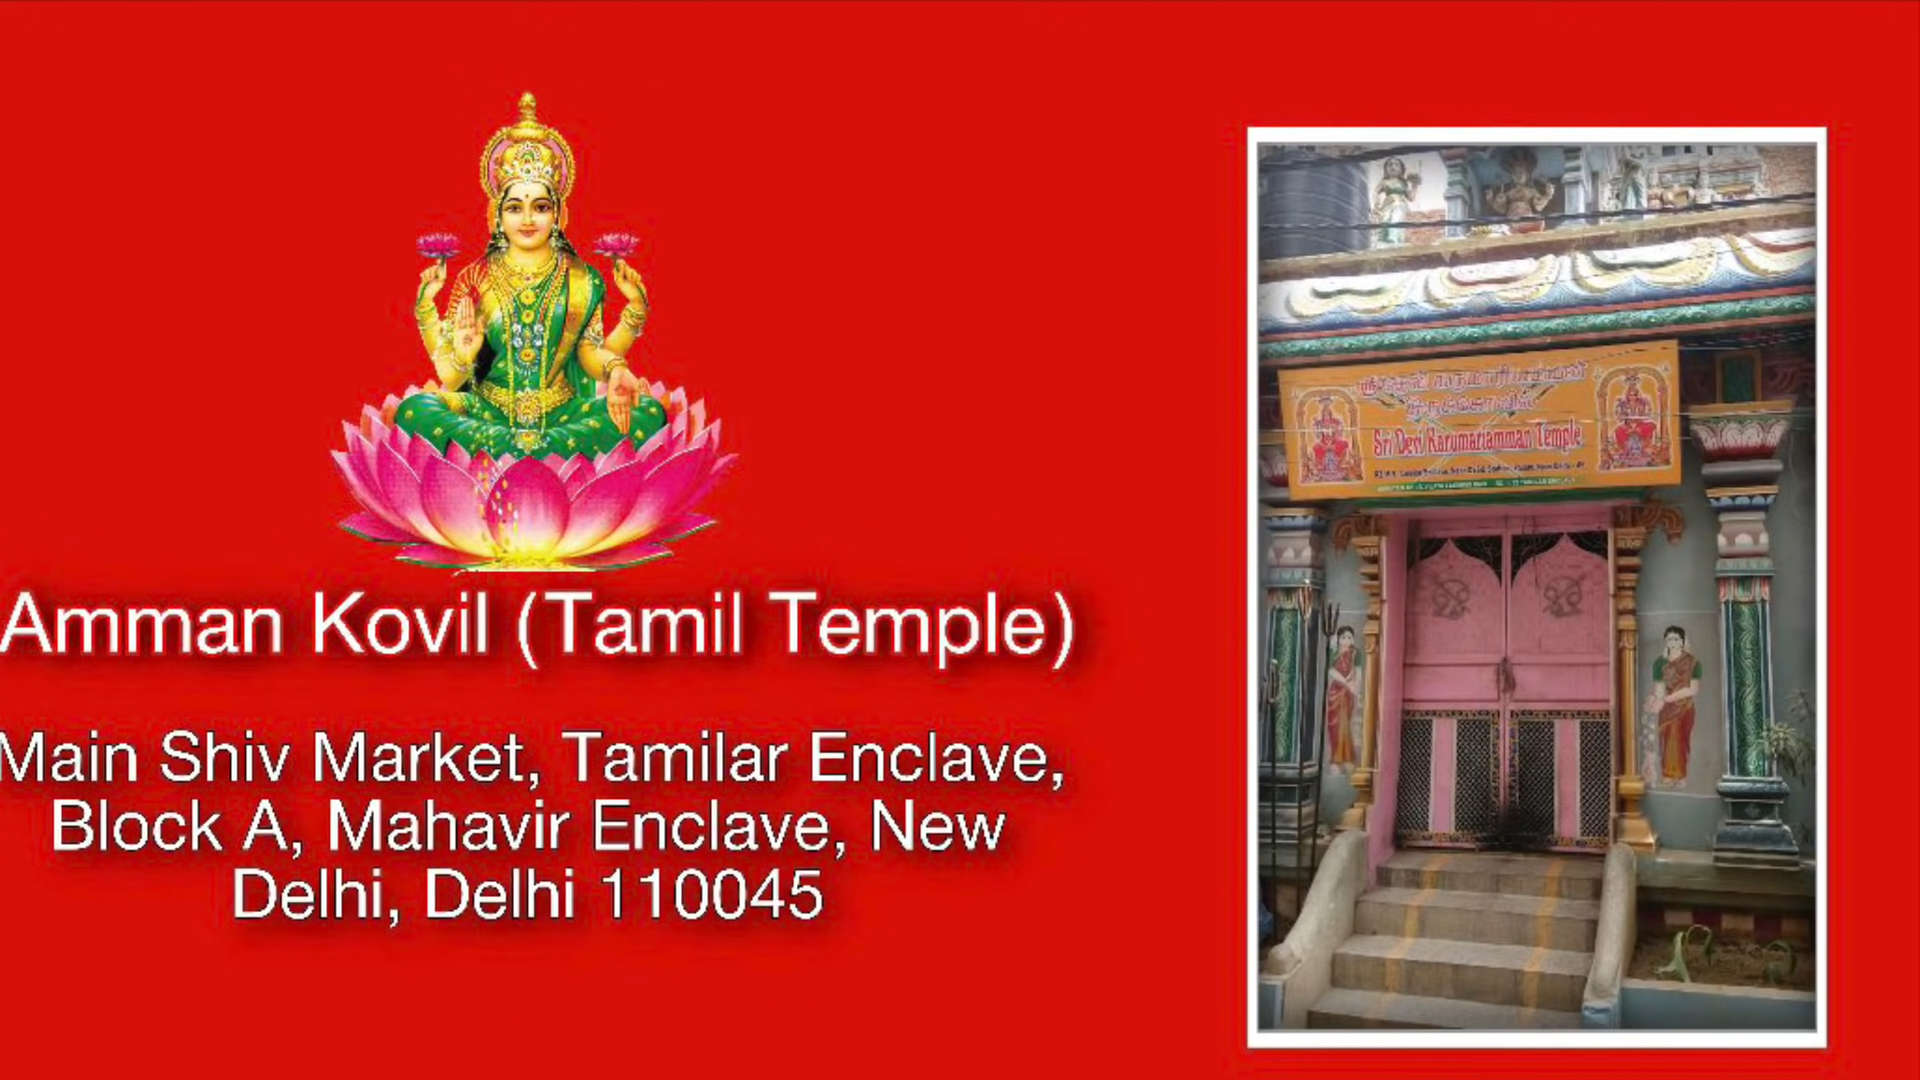 Amman Kovil (Tamil Temple)
Main Shiv Market, Tamilar Enclave,
Block A, Mahavir Enclave, New
Delhi, Delhi 110045
Sri Devi Karumariamman Temple